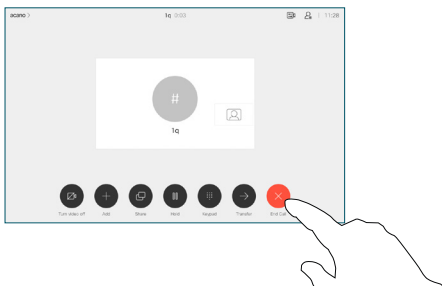 acano >
1q 0:03
11:28
#
1q
Turn video off
Add
Share
Hold
Keypad
Transfer
End Call